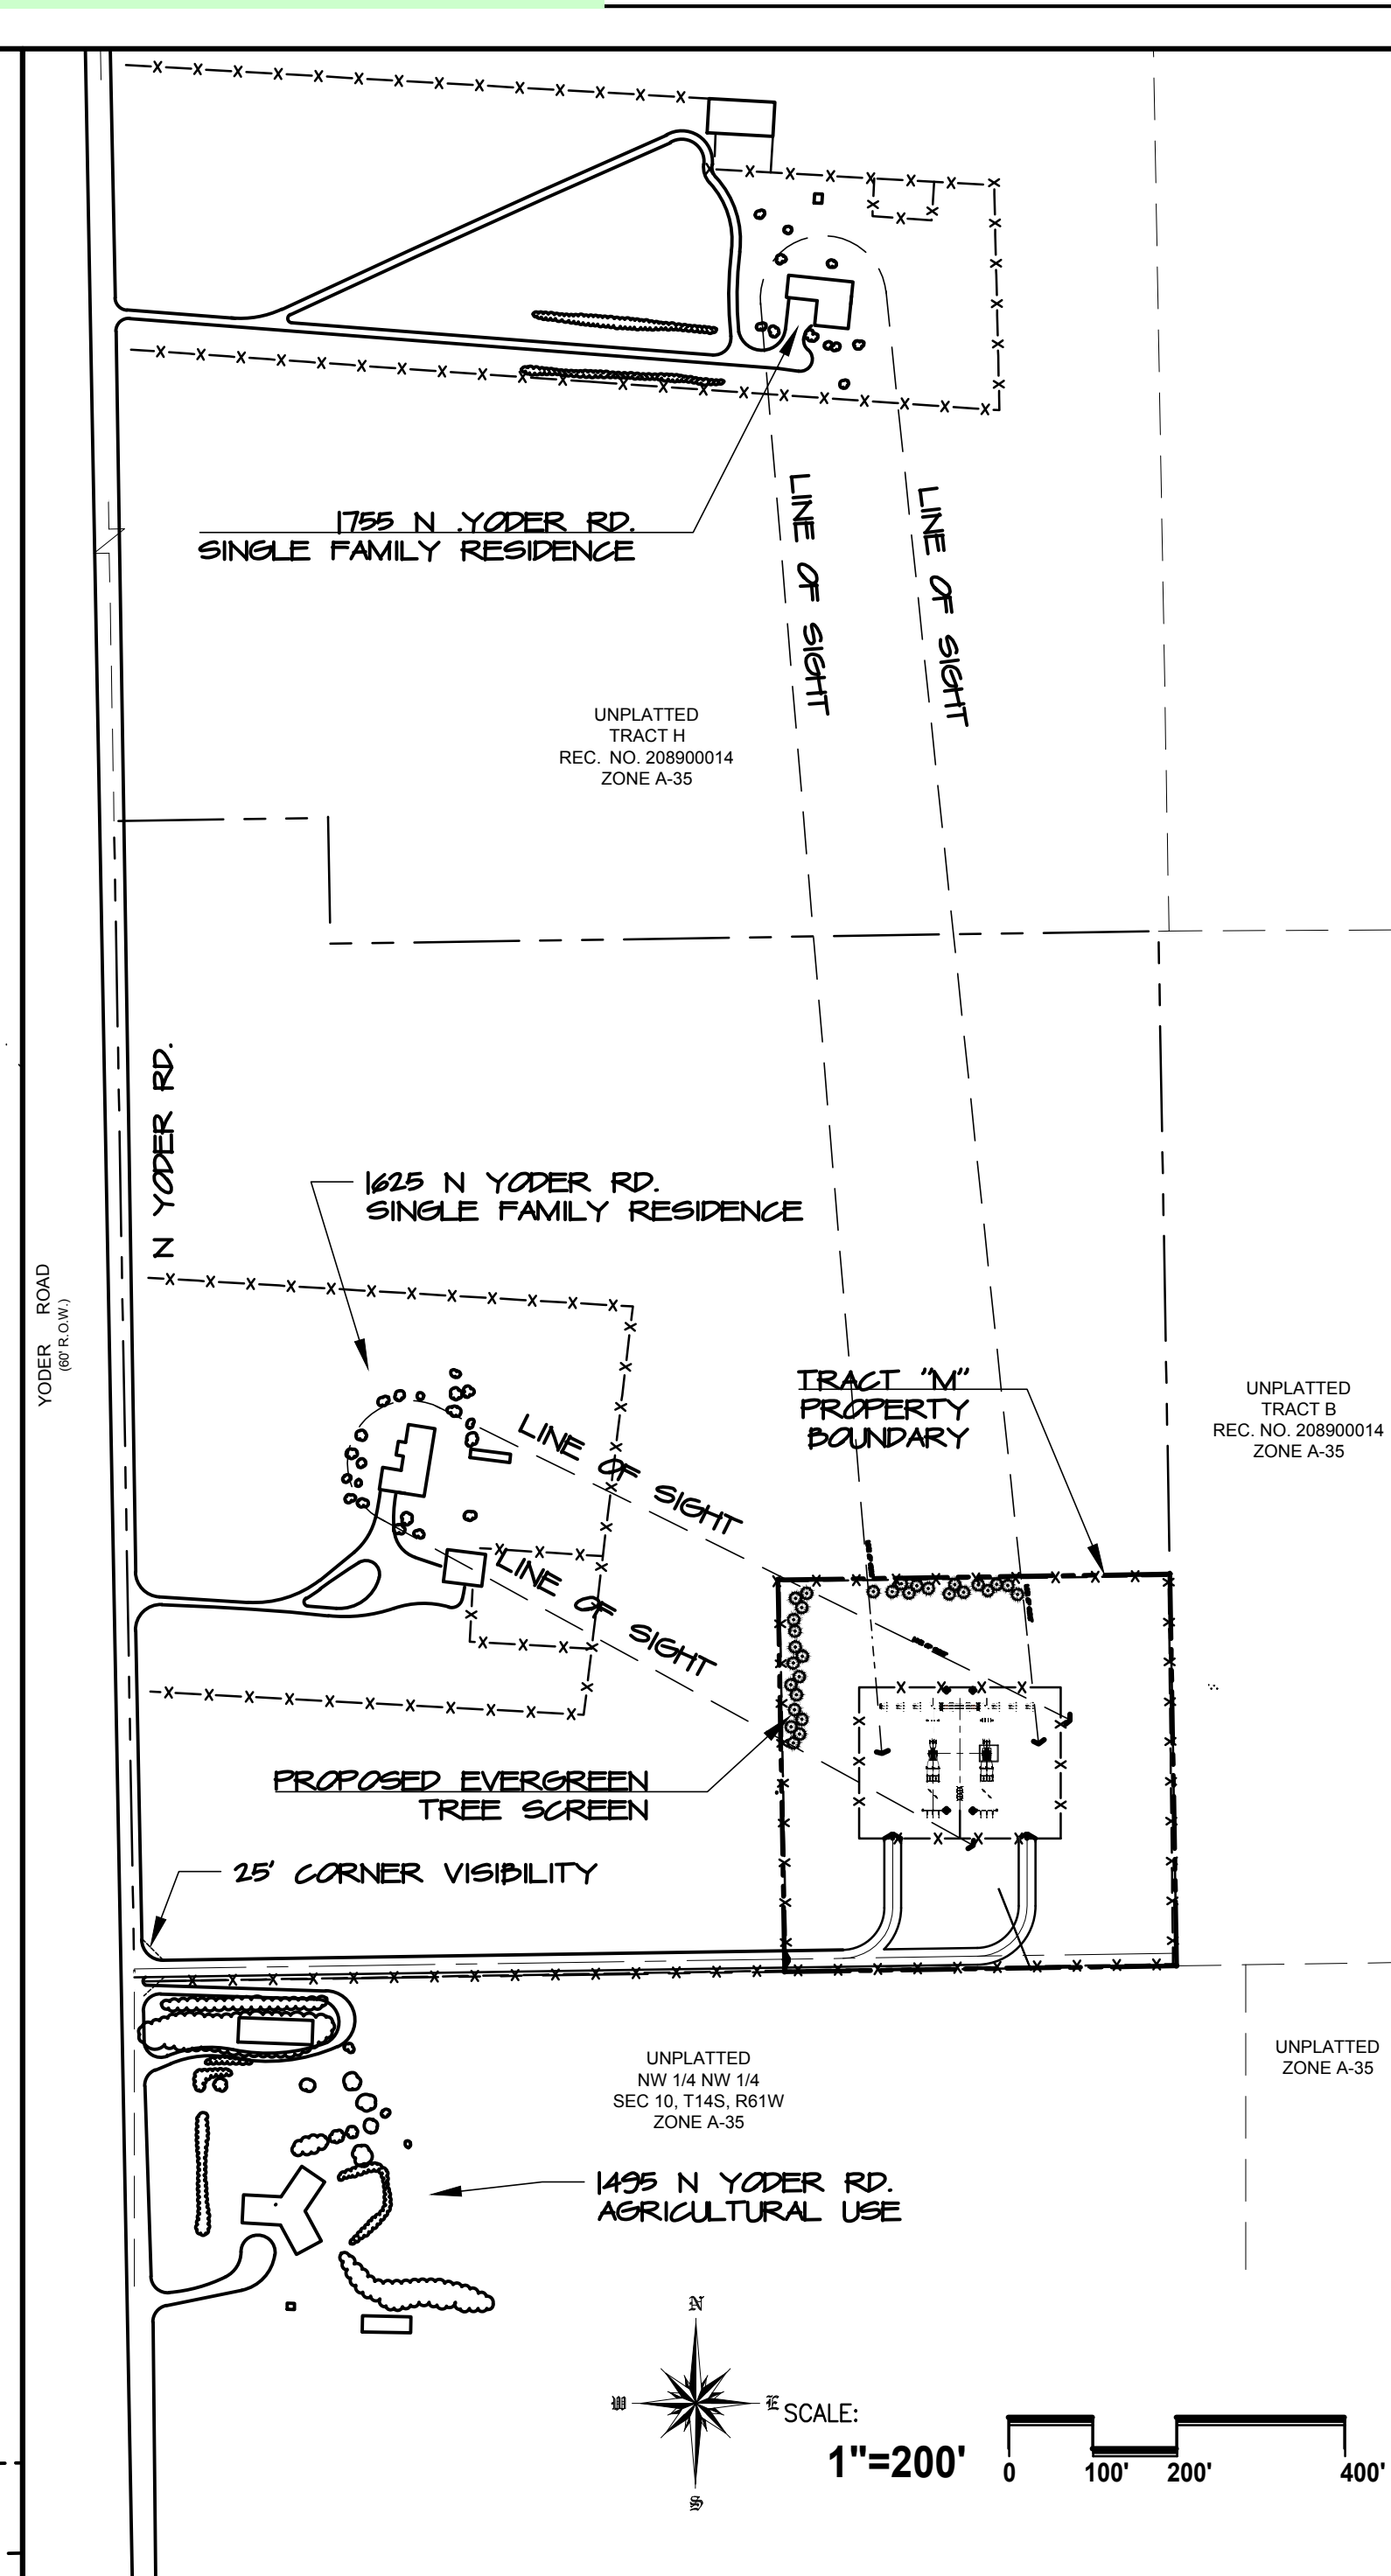 1755 N .YODER RD.
SINGLE FAMILY RESIDENCE
LINE OF SIGHT
LINE OF SIGHT
UNPLATTED
TRACT H
REC. NO. 208900014
ZONE A-35
N YODER RD.
YODER ROAD
(60' R.O.W.)
1625 N YODER RD.
SINGLE FAMILY RESIDENCE
LINE OF SIGHT
LINE OF SIGHT
TRACT "M"
PROPERTY
BOUNDARY
UNPLATTED
TRACT B
REC. NO. 208900014
ZONE A-35
PROPOSED EVERGREEN
TREE SCREEN
25' CORNER VISIBILITY
UNPLATTED
NW 1/4 NW 1/4
SEC 10, T14S, R61W
ZONE A-35
UNPLATTED
ZONE A-35
1495 N YODER RD.
AGRICULTURAL USE
N
W
E
S
SCALE:
1"=200'
0 100' 200' 400'